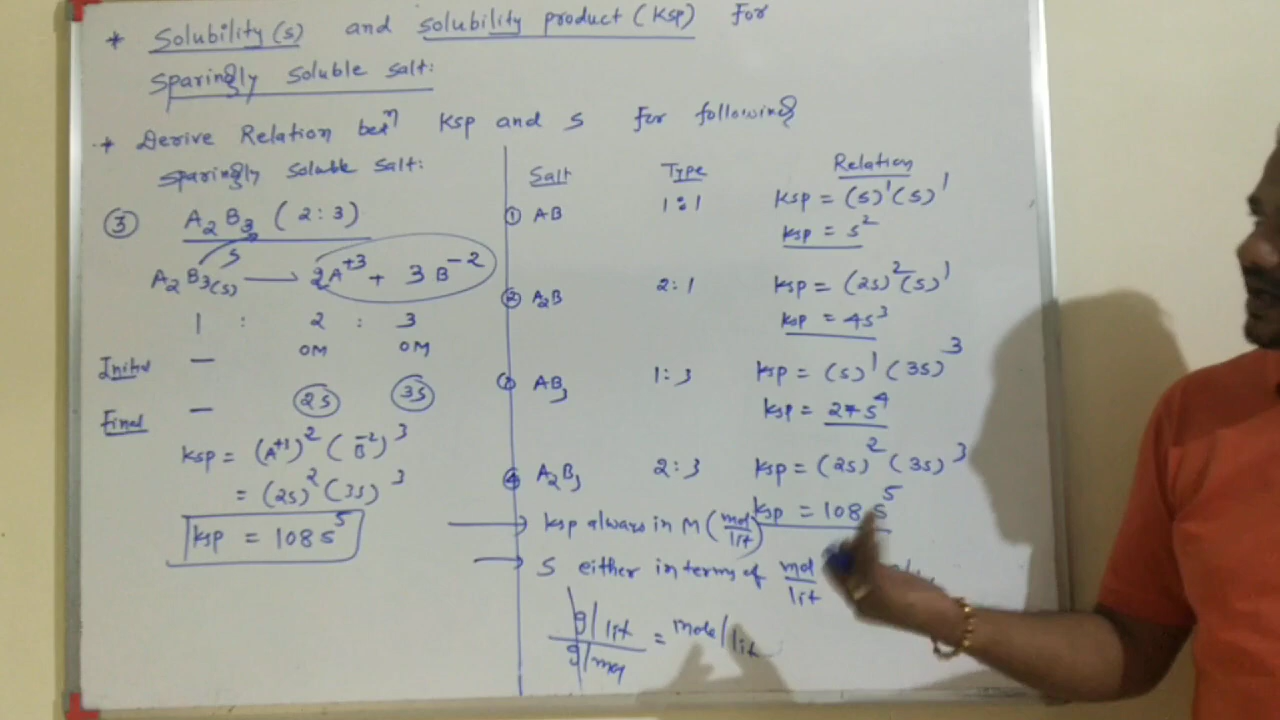 * Solubility (s) and solubility product (Ksp) For
Sparingly Soluble salt:
* Derive Relation betⁿ Ksp and s for following
sparingly soluble salt:
③ A₂B₃ (2:3)
S
A₂B₃(s) → 2A⁺³ + 3B⁻²
1 : 2 : 3
Initial — 0M 0M
Final — 2s 3s
Ksp = (A⁺¹)² (B⁻²)³
= (2s)² (3s)³
Ksp = 108 s⁵
Salt Type Relation
① AB 1:1 Ksp = (s)¹(s)¹
Ksp = s²
② A₂B 2:1 Ksp = (2s)²(s)¹
Ksp = 4s³
AB₃ 1:3 Ksp = (s)¹ (3s)³
Ksp = 27s⁴
④ A₂B₃ 2:3 Ksp = (2s)² (3s)³
Ksp = 108 s⁵
→ Ksp always in M (mol/lit)
→ S either in terms of mol/lit
g/lit / g/mol = mole/lit